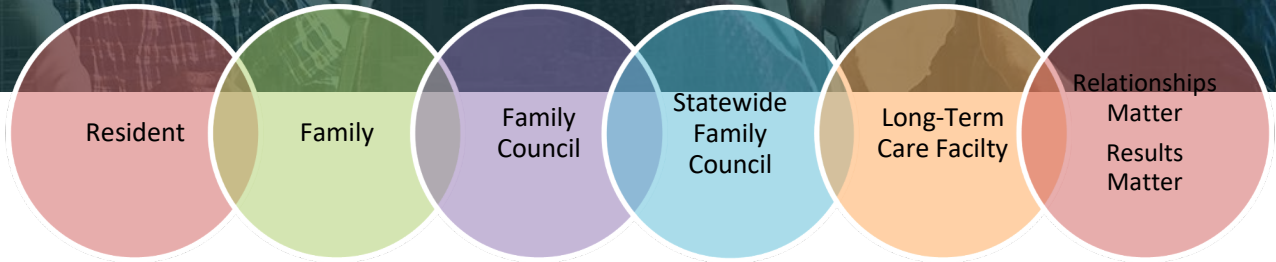 Resident
Family
Family
Council
Statewide
Family
Council
Long-Term
Care Facilty
Relationships
Matter
Results
Matter